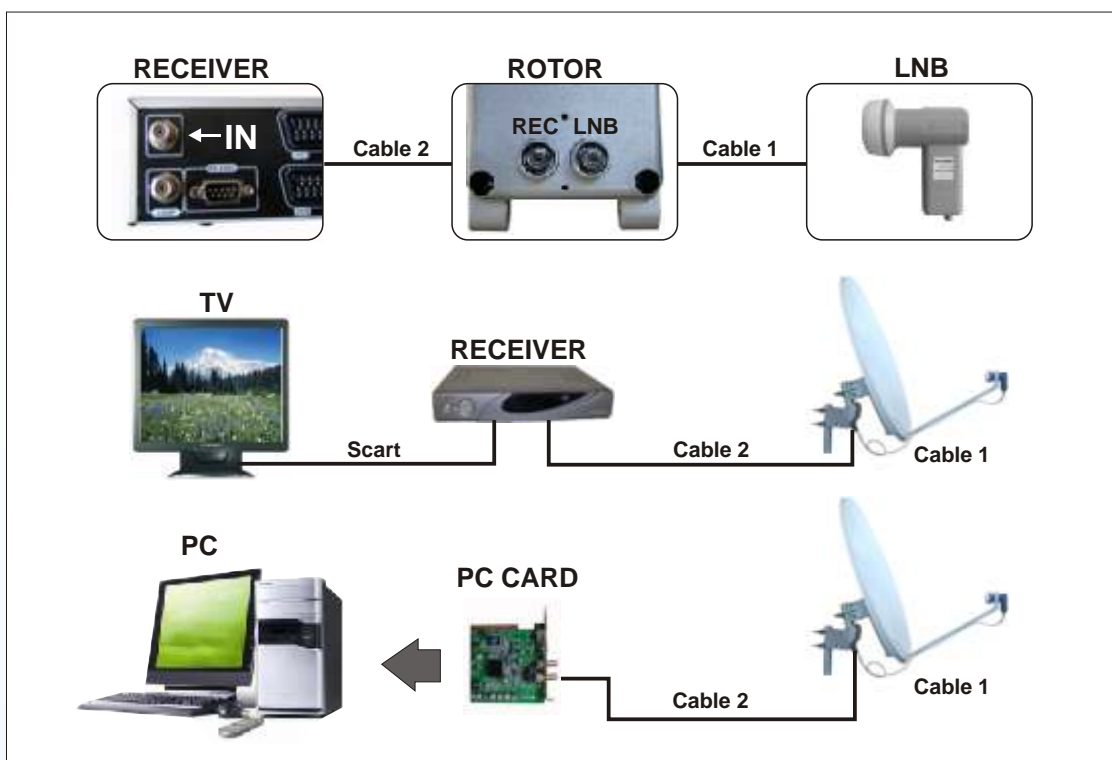 RECEIVER
ROTOR
LNB
IN
REC LNB
Cable 2
Cable 1
TV
RECEIVER
Scart
Cable 2
Cable 1
PC
PC CARD
Cable 2
Cable 1